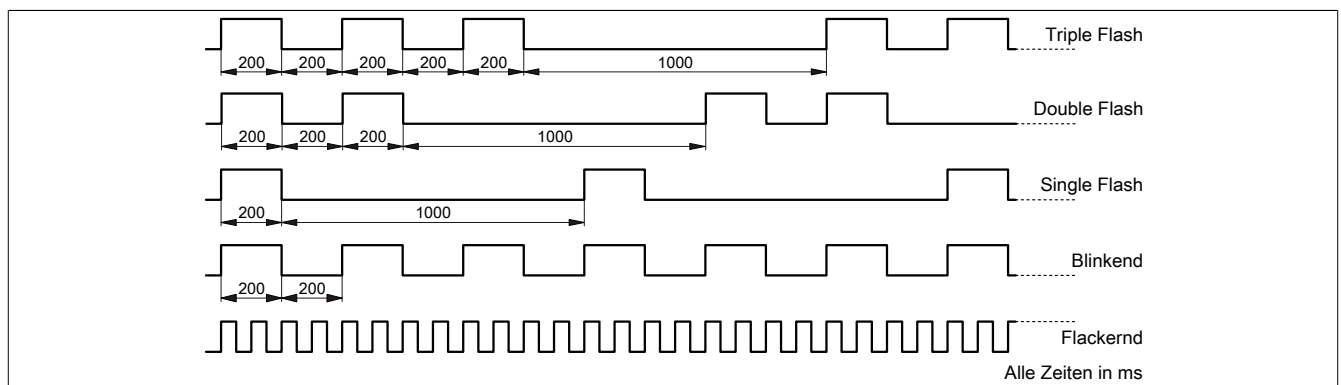 Triple Flash
200 200 200 200 200 1000
Double Flash
200 200 200 1000
Single Flash
200 1000
Blinkend
200 200
Flackernd
Alle Zeiten in ms